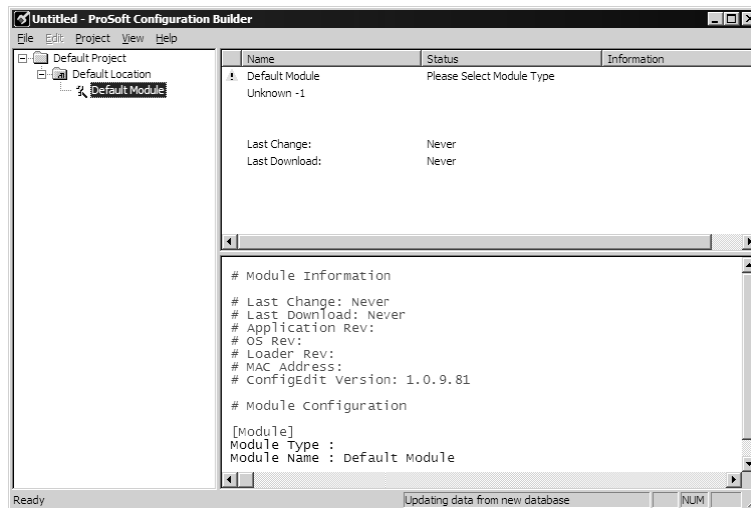 Untitled - ProSoft Configuration Builder
File Edit Project View Help
Default Project
Default Location
Default Module
Name Status Information
Default Module Please Select Module Type
Unknown -1
Last Change: Never
Last Download: Never
# Module Information
# Last Change: Never
# Last Download: Never
# Application Rev:
# OS Rev:
# Loader Rev:
# MAC Address:
# ConfigEdit Version: 1.0.9.81
# Module Configuration
[Module]
Module Type :
Module Name : Default Module
Ready Updating data from new database NUM